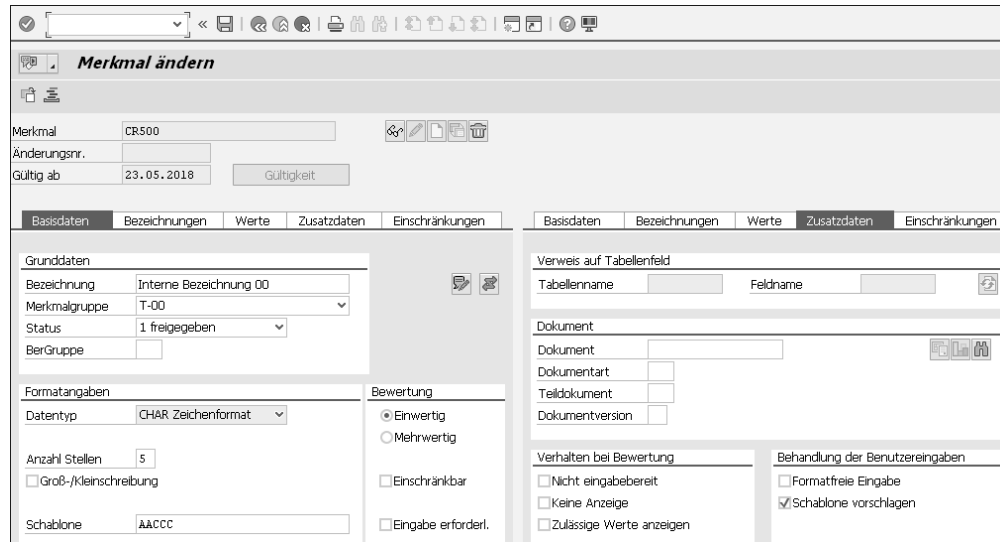 Merkmal ändern
Merkmal CR500
Änderungsnr.
Gültig ab 23.05.2018 Gültigkeit
Basisdaten Bezeichnungen Werte Zusatzdaten Einschränkungen
Grunddaten
Bezeichnung Interne Bezeichnung 00
Merkmalgruppe T-00
Status 1 freigegeben
BerGruppe
Formatangaben
Datentyp CHAR Zeichenformat
Anzahl Stellen 5
Groß-/Kleinschreibung
Schablone AACCC
Bewertung
Einwertig
Mehrwertig
Einschränkbar
Eingabe erforderl.
Basisdaten Bezeichnungen Werte Zusatzdaten Einschränkungen
Verweis auf Tabellenfeld
Tabellenname Feldname
Dokument
Dokument
Dokumentart
Teildokument
Dokumentversion
Verhalten bei Bewertung
Nicht eingabebereit
Keine Anzeige
Zulässige Werte anzeigen
Behandlung der Benutzereingaben
Formatfreie Eingabe
Schablone vorschlagen